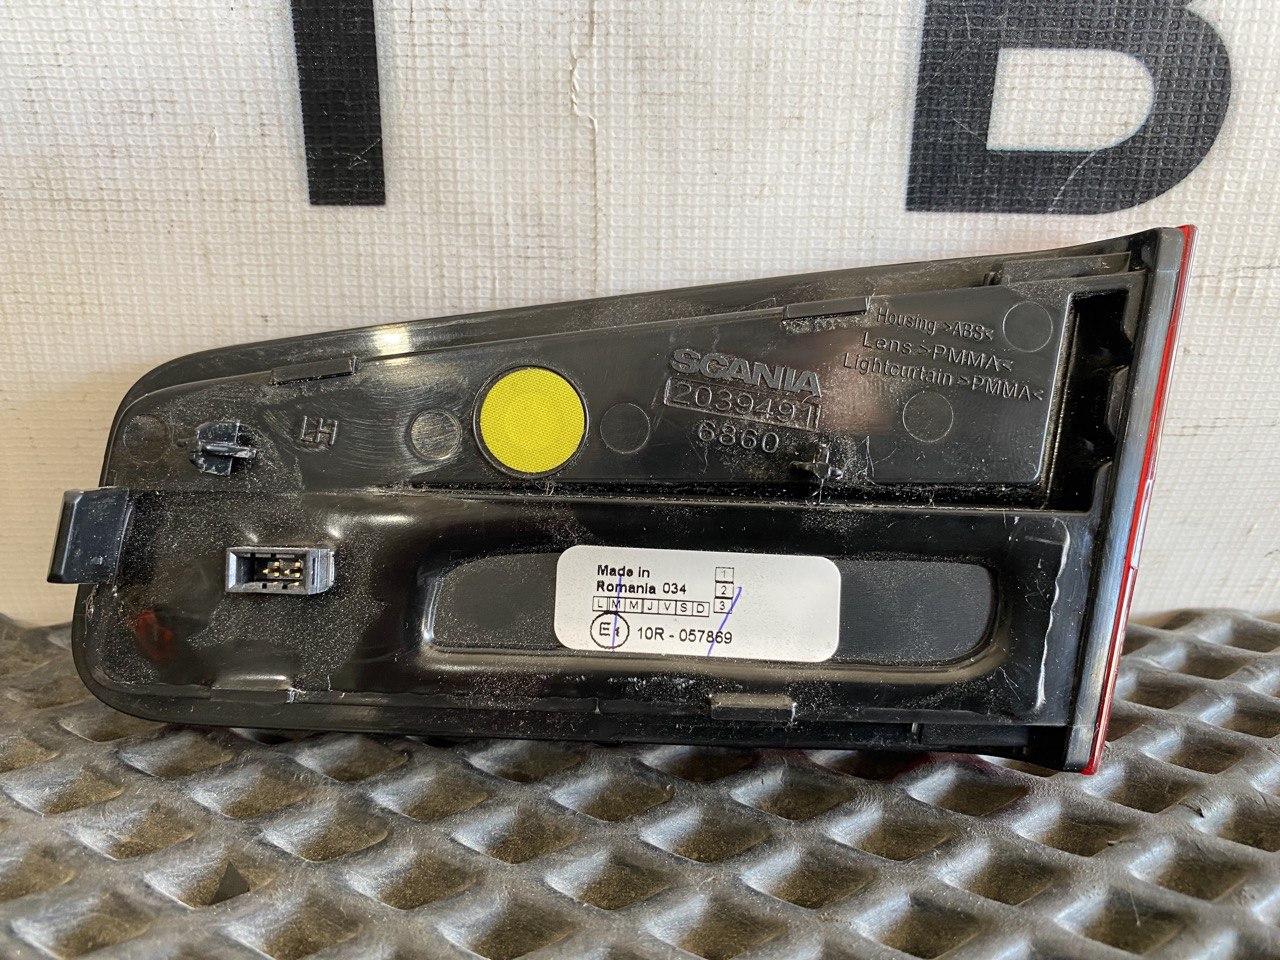 I B
Housing >ABS<
Lens >PMMA<
Lightcurtain >PMMA<
SCANIA
2039491
6860
LH
Made in
Romania 034
1
2
L M M J V S D 3
10R - 057869